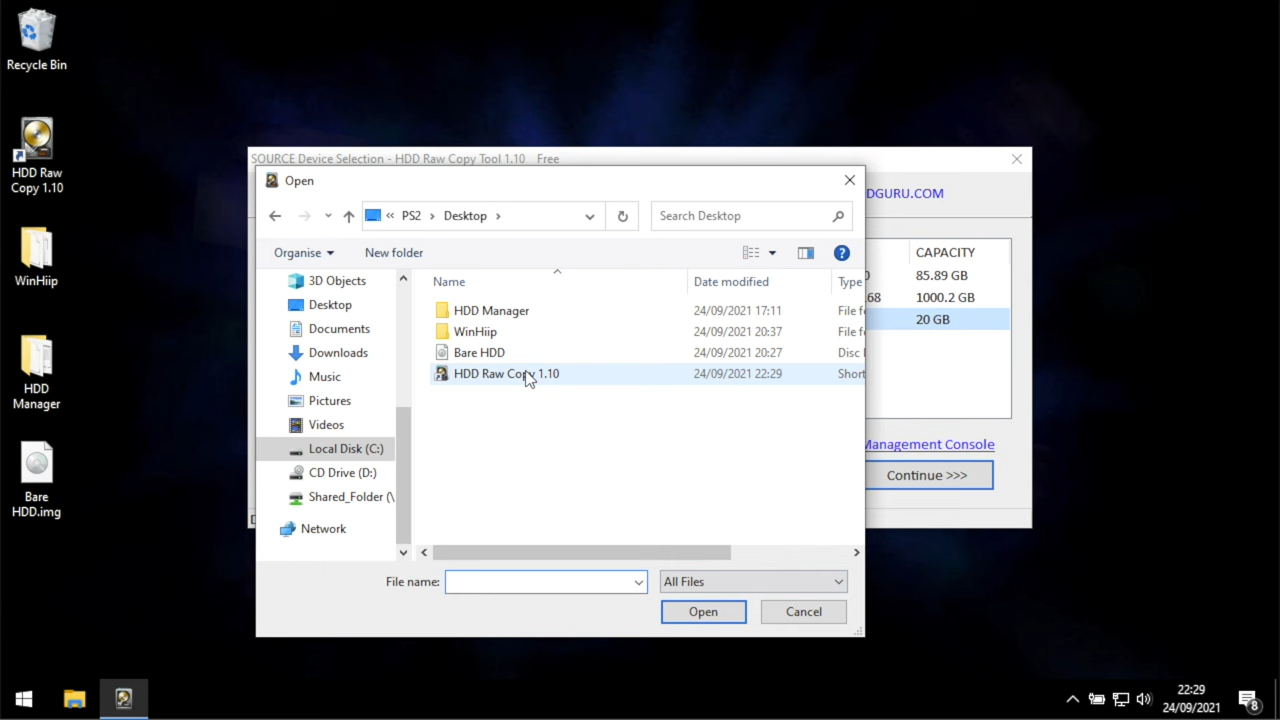 Recycle Bin
HDD Raw
Copy 1.10
WinHiip
HDD
Manager
Bare
HDD.img
SOURCE Device Selection - HDD Raw Copy Tool 1.10 Free
Open
DGURU.COM
PS2 Desktop
Search Desktop
Organise New folder
CAPACITY
85.89 GB
68 1000.2 GB
20 GB
Management Console
Continue >>>
3D Objects
Desktop
Documents
Downloads
Music
Pictures
Videos
Local Disk (C:)
CD Drive (D:)
Shared_Folder (\
Network
Name Date modified Type
HDD Manager 24/09/2021 17:11 File f
WinHiip 24/09/2021 20:37 File f
Bare HDD 24/09/2021 20:27 Disc
HDD Raw Copy 1.10 24/09/2021 22:29 Short
File name: All Files
Open Cancel
22:29
24/09/2021
8